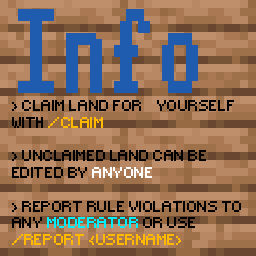 Info
> CLAIM LAND FOR YOURSELF
WITH /CLAIM
> UNCLAIMED LAND CAN BE
EDITED BY ANYONE
> REPORT RULE VIOLATIONS TO
ANY MODERATOR OR USE
/REPORT <USERNAME>